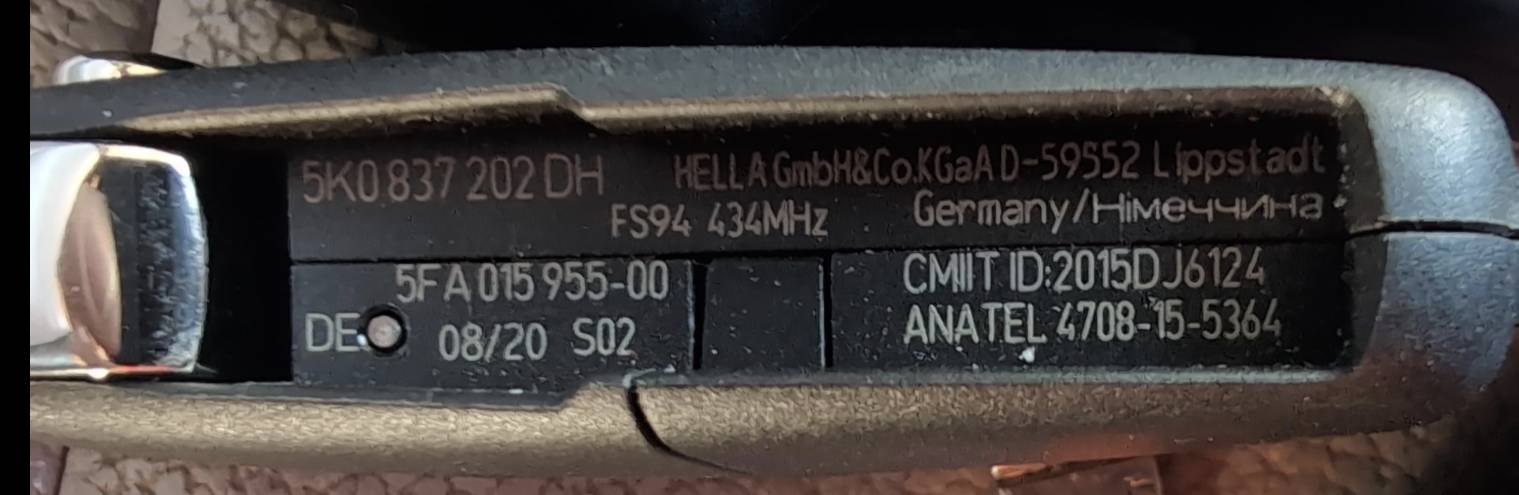 5K0 837 202 DH HELLA GmbH&Co.KGaA D-59552 Lippstadt
FS94 434MHz Germany/Німеччина
5FA 015 955-00 CMIIT ID:2015DJ6124
DE 08/20 S02 ANATEL 4708-15-5364